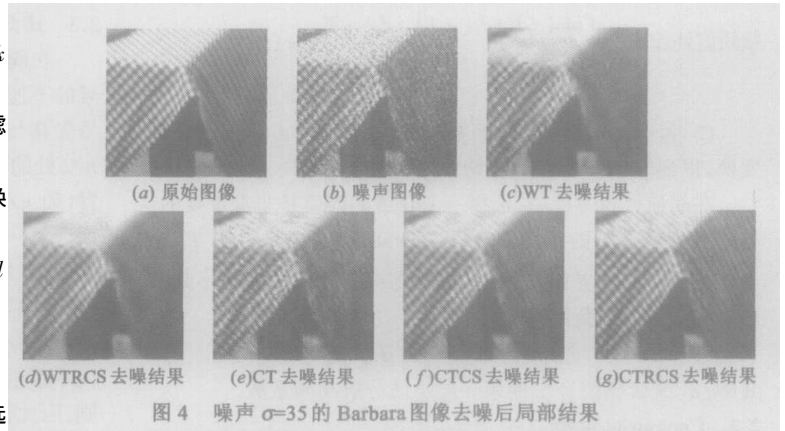 (a) 原始图像
(b) 噪声图像
(c)WT 去噪结果
(d)WTRCS 去噪结果
(e)CT 去噪结果
(f)CTCS 去噪结果
(g)CTRCS 去噪结果
图 4 噪声 σ=35 的 Barbara 图像去噪后局部结果